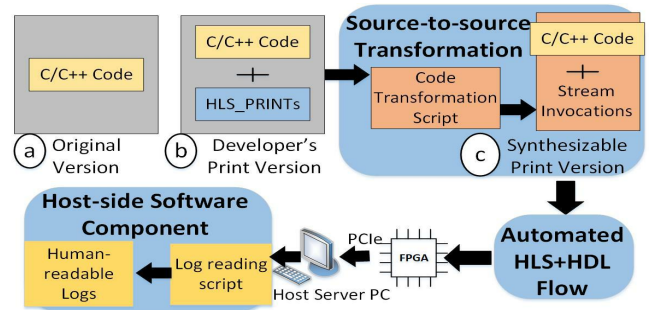 C/C++ Code
a
Original
Version
C/C++ Code
HLS_PRINTs
b
Developer's
Print Version
Source-to-source
Transformation
Code
Transformation
Script
C/C++ Code
Stream
Invocations
c
Synthesizable
Print Version
Automated
HLS+HDL
Flow
FPGA
PCIe
Host Server PC
Host-side Software
Component
Log reading
script
Human-
readable
Logs